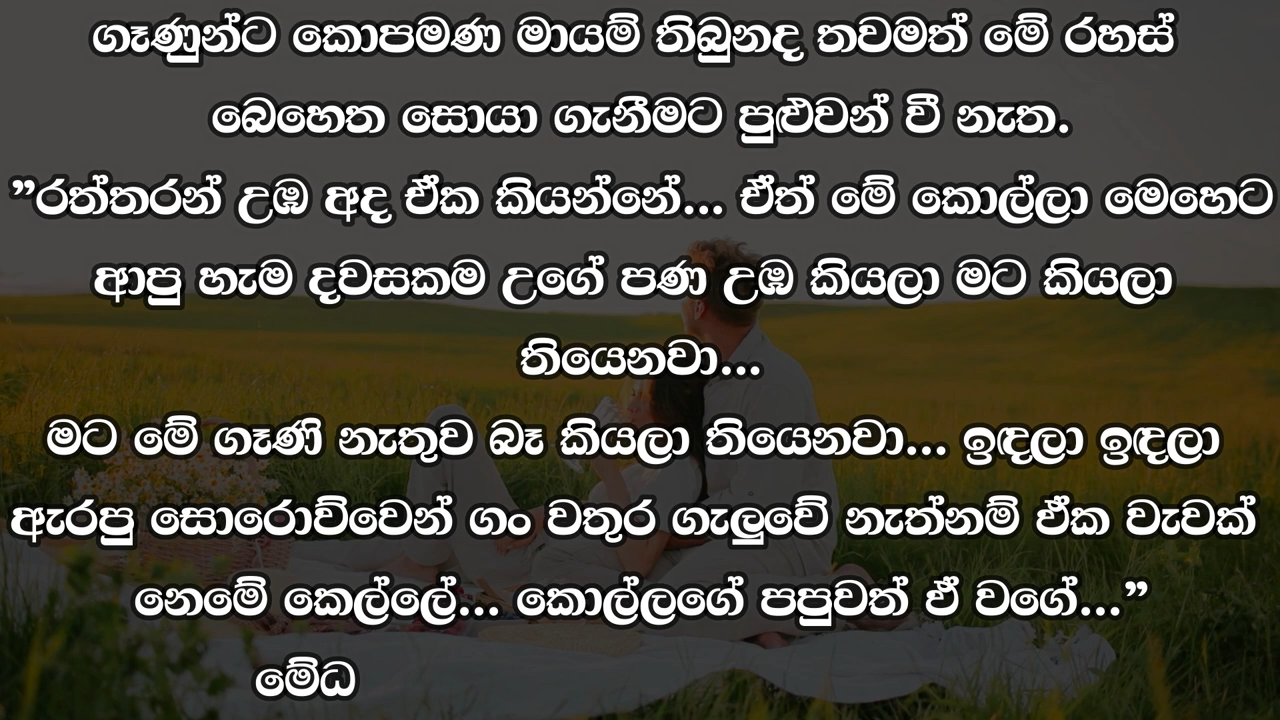 ගෑණුන්ට කොපමණ මායම් තිබුනද තවමත් මේ රහස්
බෙහෙත සොයා ගැනීමට පුළුවන් වී නැත.
”රත්තරන් උඹ අද ඒක කියන්නේ... ඒත් මේ කොල්ලා මෙහෙට
ආපු හැම දවසකම උගේ පණ උඹ කියලා මට කියලා
තියෙනවා...
මට මේ ගෑණි නැතුව බෑ කියලා තියෙනවා... ඉඳලා ඉඳලා
ඇරපු සොරොව්වෙන් ගං වතුර ගැලුවේ නැත්නම් ඒක වැවක්
නෙමේ කෙල්ලේ... කොල්ලගේ පපුවත් ඒ වගේ...”
මේධ